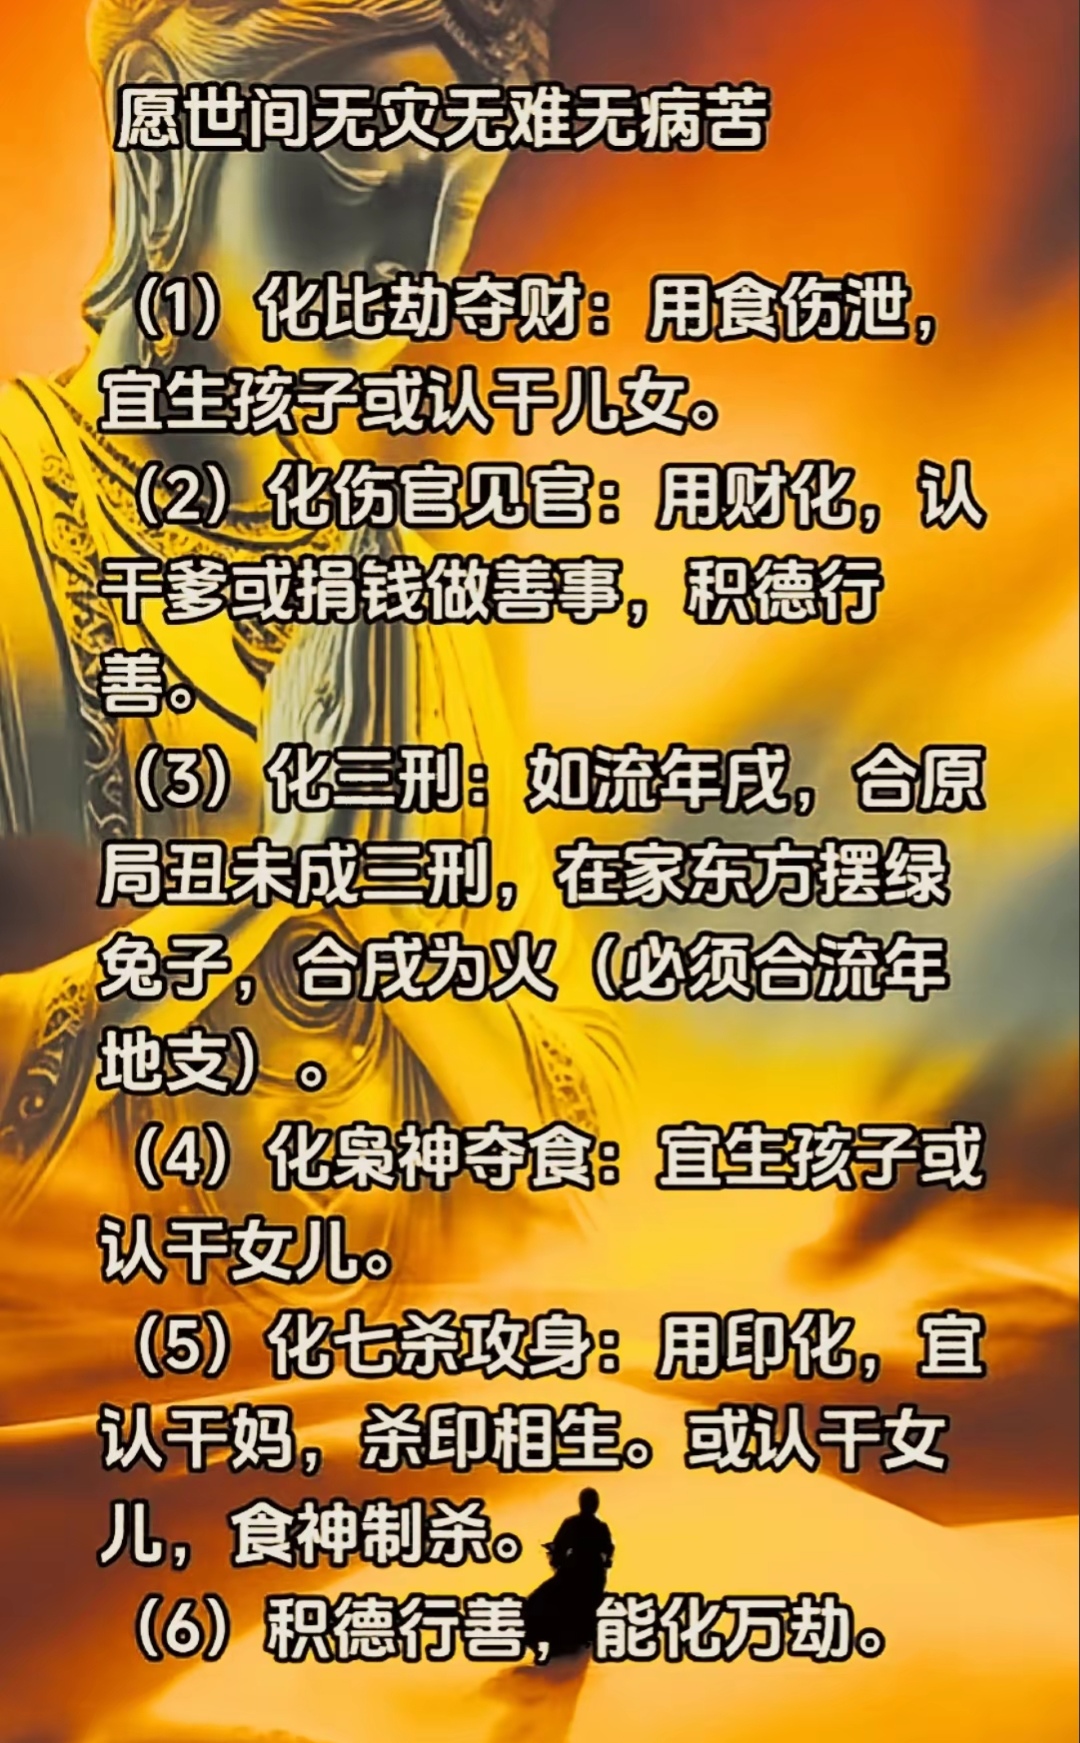 愿世间无灾无难无病苦
（1）化比劫夺财：用食伤泄，
宜生孩子或认干儿女。
（2）化伤官见官：用财化，认
干爹或捐钱做善事，积德行
善。
（3）化三刑：如流年戌，合原
局丑未成三刑，在家东方摆绿
兔子，合戌为火（必须合流年
地支）。
（4）化枭神夺食：宜生孩子或
认干女儿。
（5）化七杀攻身：用印化，宜
认干妈，杀印相生。或认干女
儿，食神制杀。
（6）积德行善，能化万劫。